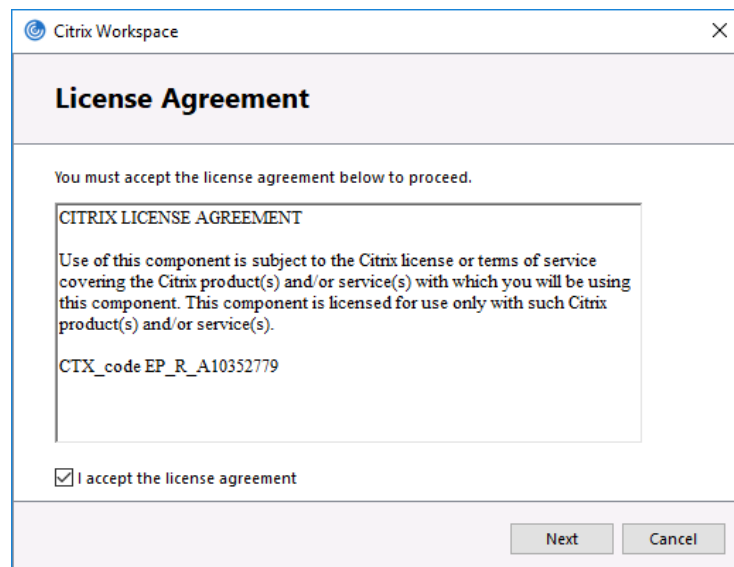 Citrix Workspace
License Agreement
You must accept the license agreement below to proceed.
CITRIX LICENSE AGREEMENT
Use of this component is subject to the Citrix license or terms of service
covering the Citrix product(s) and/or service(s) with which you will be using
this component. This component is licensed for use only with such Citrix
product(s) and/or service(s).
CTX_code EP_R_A10352779
I accept the license agreement
Next Cancel